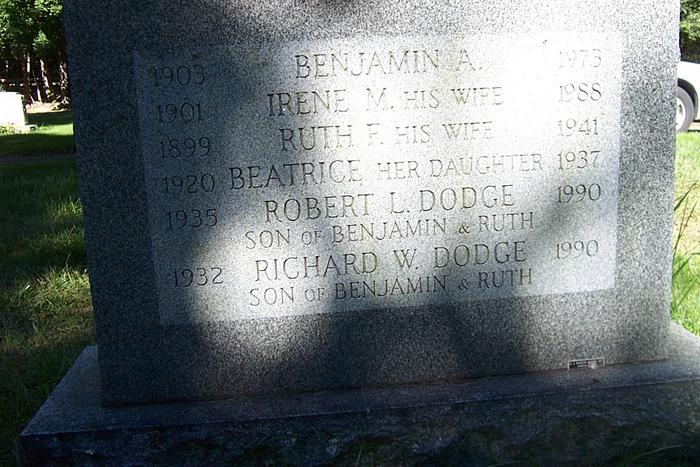 1903 BENJAMIN A. 1973
1901 IRENE M. HIS WIFE 1988
1899 RUTH F. HIS WIFE 1941
1920 BEATRICE HER DAUGHTER 1937
1935 ROBERT L. DODGE 1990
SON OF BENJAMIN & RUTH
1932 RICHARD W. DODGE 1990
SON OF BENJAMIN & RUTH